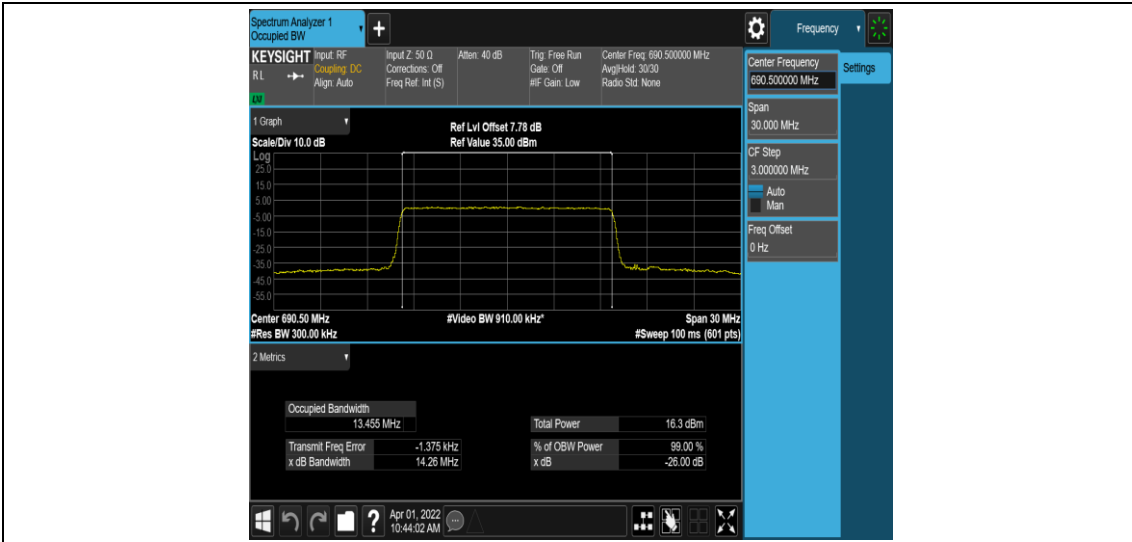 Spectrum Analyzer 1
Occupied BW
+
Frequency
KEYSIGHT
RL
LNI
Input: RF
Coupling: DC
Align: Auto
Input Z: 50 Ω
Corrections: Off
Freq Ref: Int (S)
Atten: 40 dB
Trig: Free Run
Gate: Off
#IF Gain: Low
Center Freq: 690.500000 MHz
Avg|Hold: 30/30
Radio Std: None
Center Frequency
690.500000 MHz
Settings
Span
30.000 MHz
CF Step
3.000000 MHz
Auto
Man
Freq Offset
0 Hz
1 Graph
Scale/Div 10.0 dB
Ref Lvl Offset 7.78 dB
Ref Value 35.00 dBm
Log
25.0
15.0
5.00
-5.00
-15.0
-25.0
-35.0
-45.0
-55.0
Center 690.50 MHz
#Video BW 910.00 kHz*
Span 30 MHz
#Res BW 300.00 kHz
#Sweep 100 ms (601 pts)
2 Metrics
Occupied Bandwidth
13.455 MHz
Total Power 16.3 dBm
Transmit Freq Error -1.375 kHz
% of OBW Power 99.00 %
x dB Bandwidth 14.26 MHz
x dB -26.00 dB
?
Apr 01, 2022
10:44:02 AM